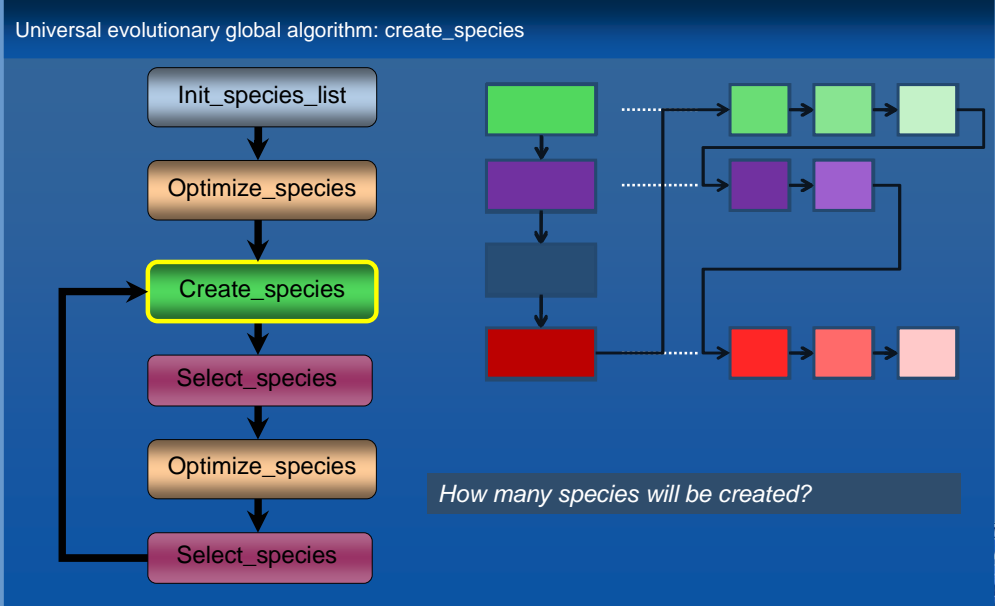 Universal evolutionary global algorithm: create_species
Init_species_list
Optimize_species
Create_species
Select_species
Optimize_species
Select_species
How many species will be created?